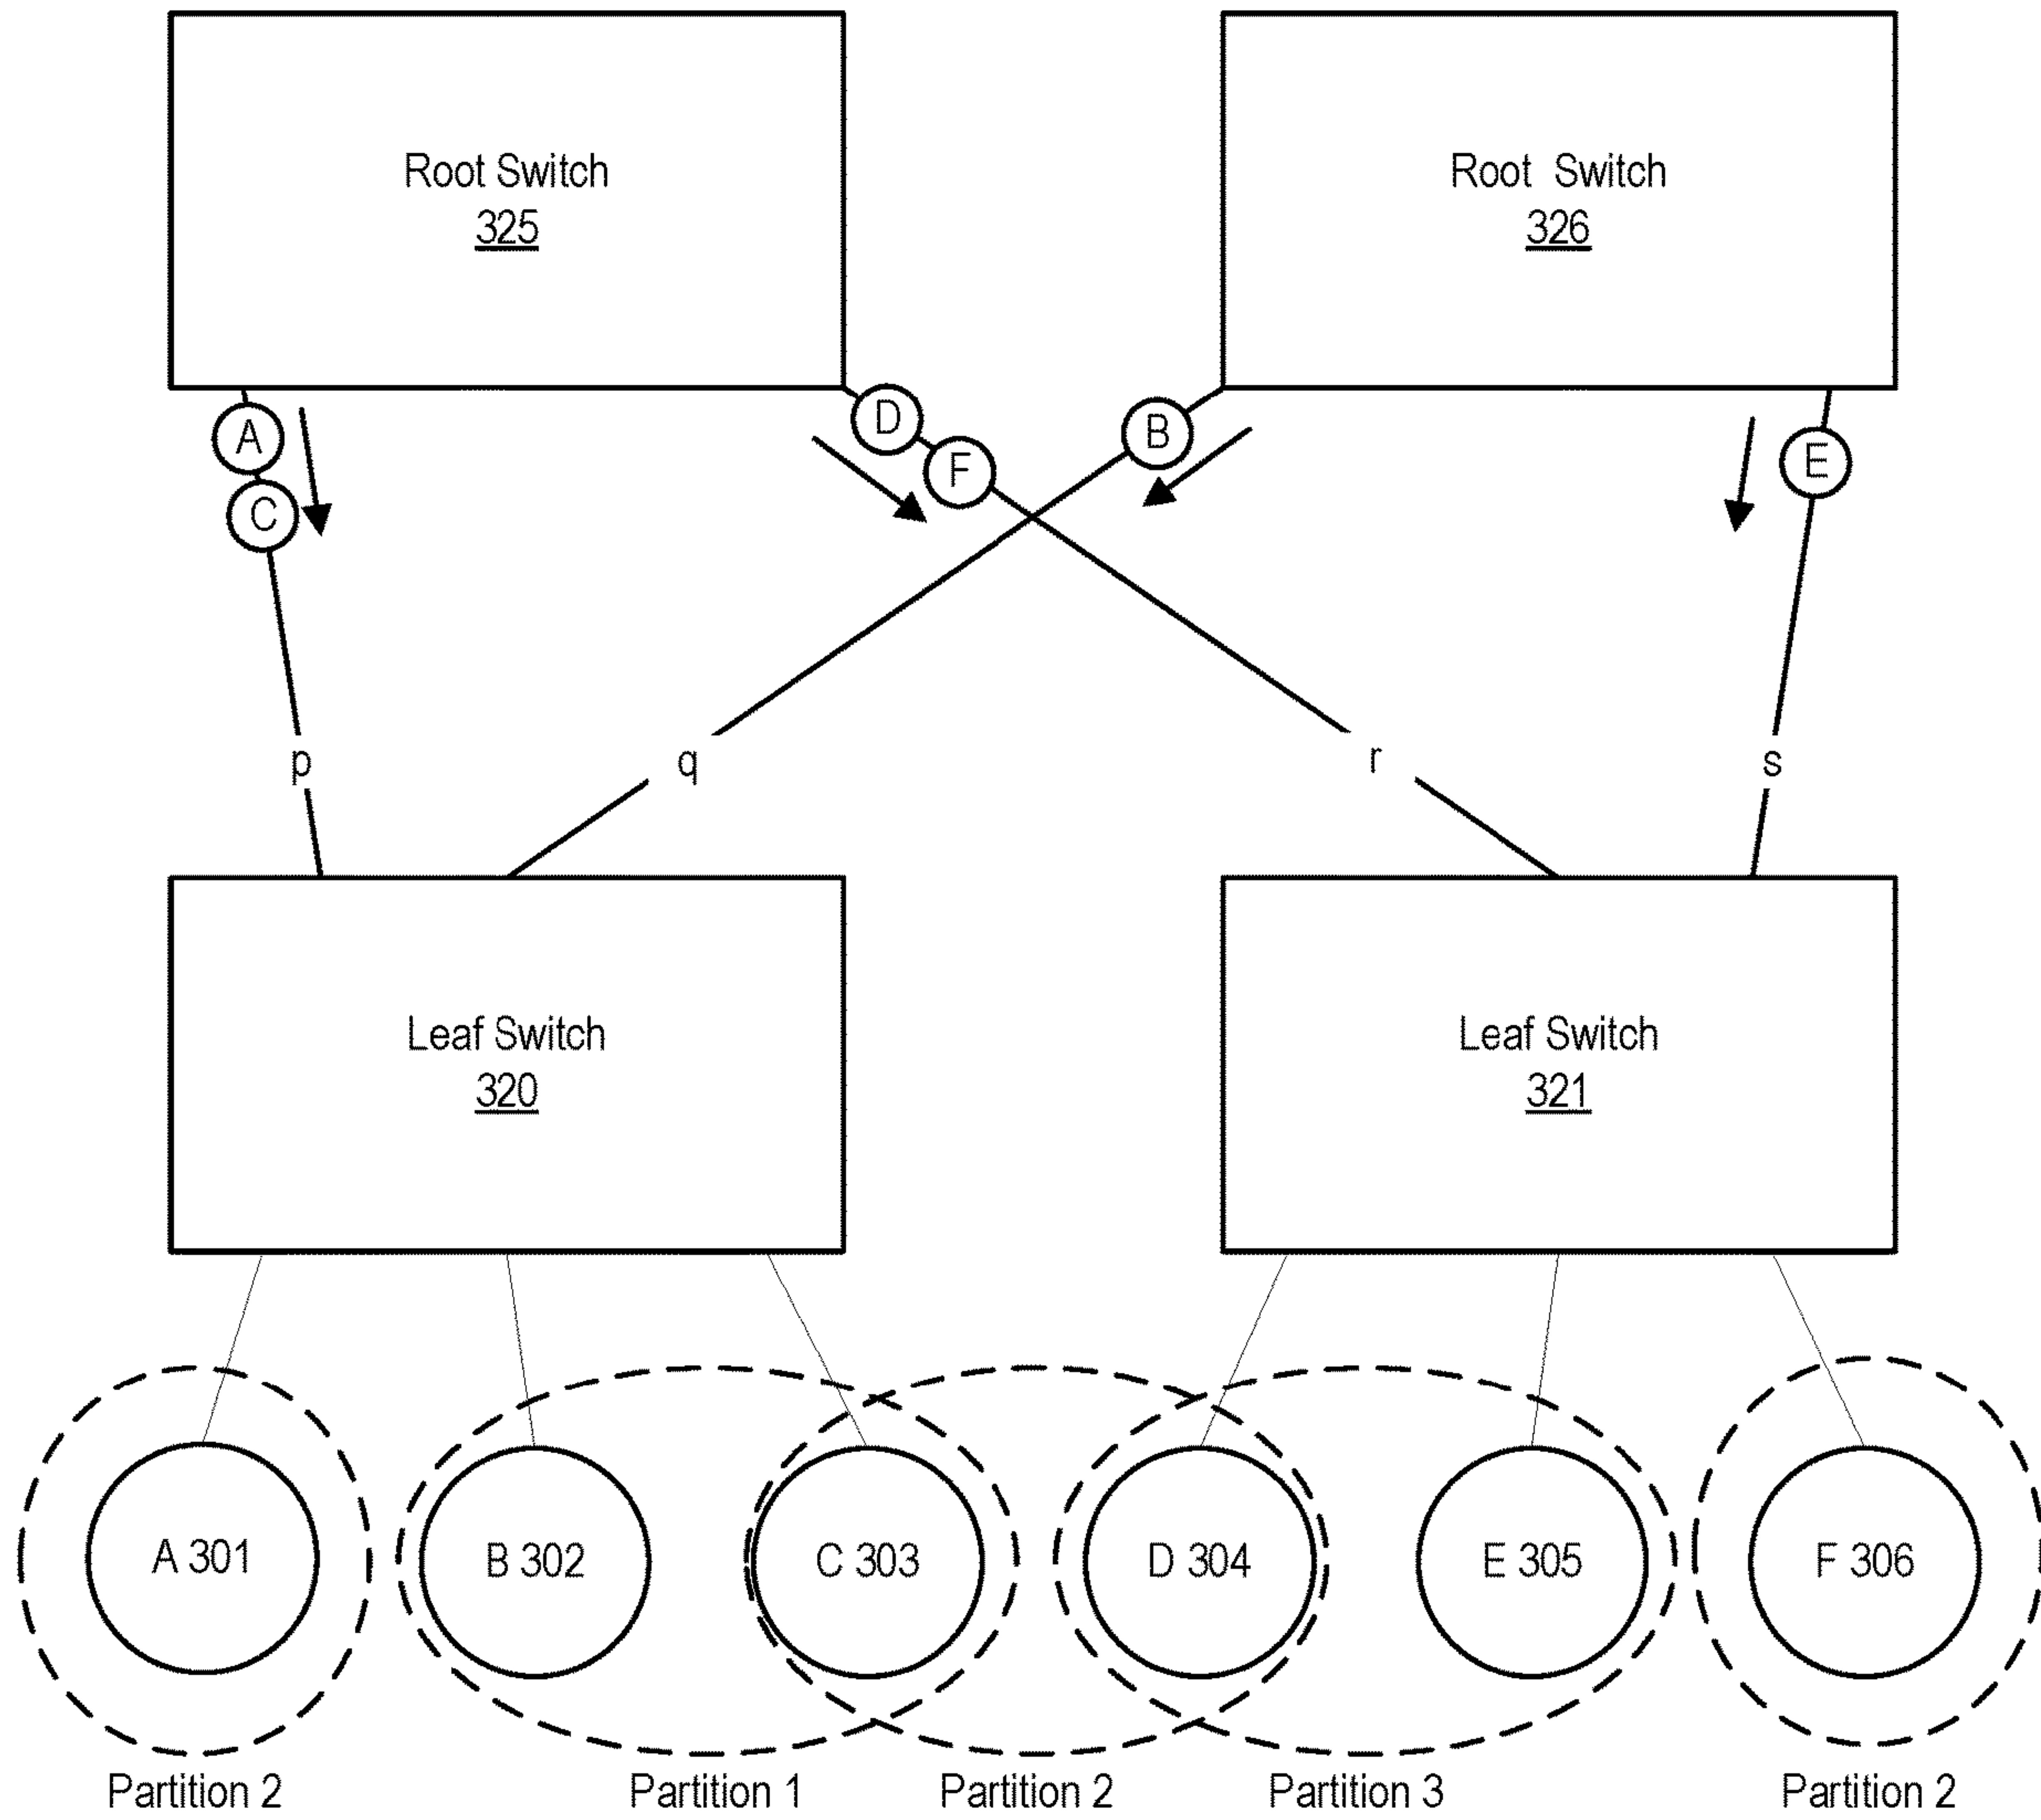 Root Switch
325
Root Switch
326
A
C
D
F
B
E
p
q
r
s
Leaf Switch
320
Leaf Switch
321
A 301
B 302
C 303
D 304
E 305
F 306
Partition 2
Partition 1
Partition 2
Partition 3
Partition 2